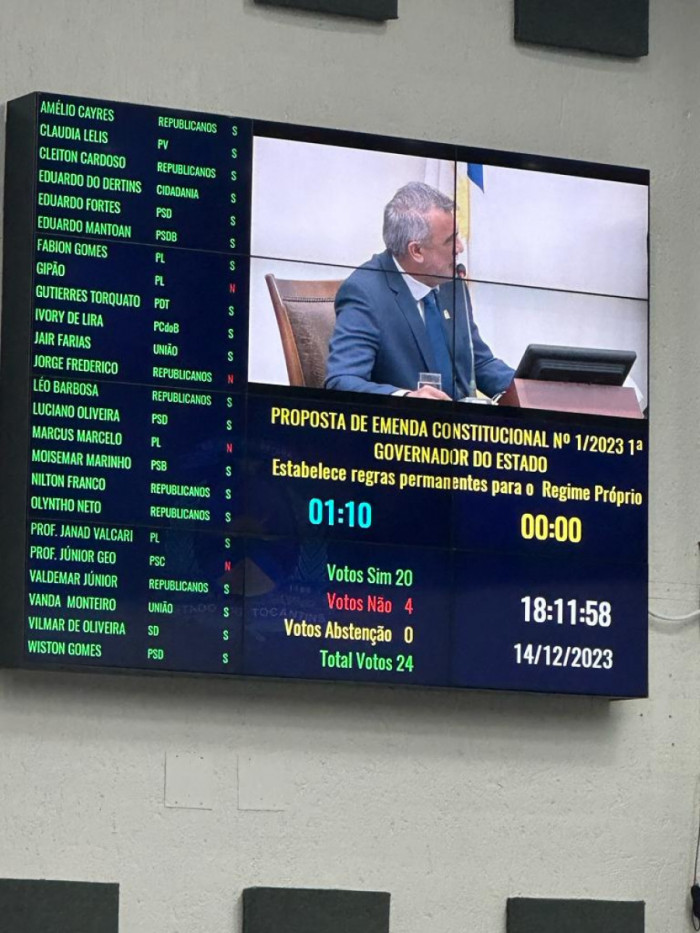 AMÉLIO CAYRES REPUBLICANOS S
CLAUDIA LELIS PV S
CLEITON CARDOSO REPUBLICANOS S
EDUARDO DO DERTINS CIDADANIA S
EDUARDO FORTES PSD S
EDUARDO MANTOAN PSDB S
FABION GOMES PL S
GIPÃO PL N
GUTIERRES TORQUATO PDT S
IVORY DE LIRA PCdoB S
JAIR FARIAS UNIÃO S
JORGE FREDERICO REPUBLICANOS N
LÉO BARBOSA REPUBLICANOS S
LUCIANO OLIVEIRA PSD S
MARCUS MARCELO PL N
MOISEMAR MARINHO PSB S
NILTON FRANCO REPUBLICANOS S
OLYNTHO NETO REPUBLICANOS S
PROF. JANAD VALCARI PL S
PROF. JÚNIOR GEO PSC N
VALDEMAR JÚNIOR REPUBLICANOS S
VANDA MONTEIRO UNIÃO S
VILMAR DE OLIVEIRA SD S
WISTON GOMES PSD S
PROPOSTA DE EMENDA CONSTITUCIONAL Nº 1/2023 1ª
GOVERNADOR DO ESTADO
Estabelece regras permanentes para o Regime Próprio
01:10 00:00
Votos Sim 20
Votos Não 4
Votos Abstenção 0
Total Votos 24
18:11:58
14/12/2023
TOCANTINS